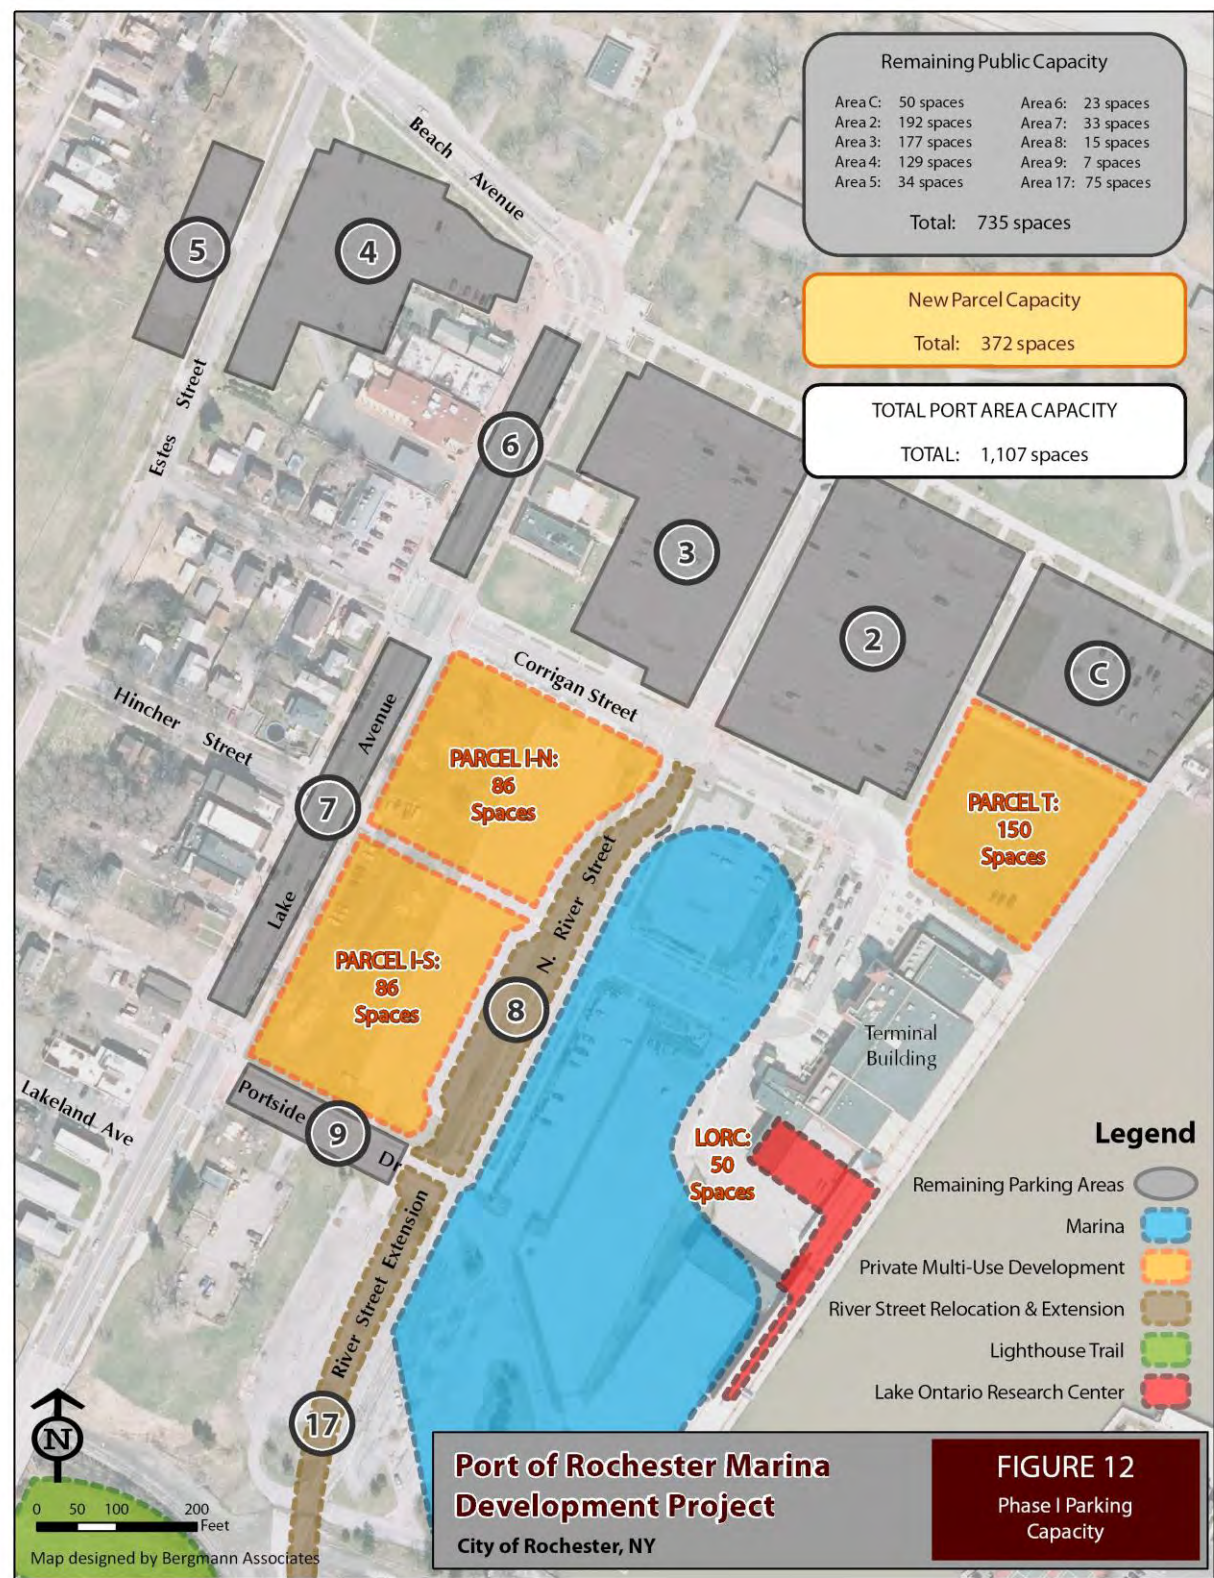 Remaining Public Capacity
Area C: 50 spaces
Area 2: 192 spaces
Area 3: 177 spaces
Area 4: 129 spaces
Area 5: 34 spaces
Area 6: 23 spaces
Area 7: 33 spaces
Area 8: 15 spaces
Area 9: 7 spaces
Area 17: 75 spaces
Total: 735 spaces
New Parcel Capacity
Total: 372 spaces
TOTAL PORT AREA CAPACITY
TOTAL: 1,107 spaces
Beach Avenue
5
4
Estes Street
6
3
2
C
Corrigan Street
Hincher Street
Lake Avenue
7
PARCEL I-N:
86
Spaces
PARCEL T:
150
Spaces
N. River Street
PARCEL I-S:
86
Spaces
8
Terminal
Building
Lakeland Ave
Portside Dr
9
LORC:
50
Spaces
River Street Extension
17
Legend
Remaining Parking Areas
Marina
Private Multi-Use Development
River Street Relocation & Extension
Lighthouse Trail
Lake Ontario Research Center
N
0 50 100 200
Feet
Map designed by Bergmann Associates
Port of Rochester Marina
Development Project
City of Rochester, NY
FIGURE 12
Phase I Parking
Capacity